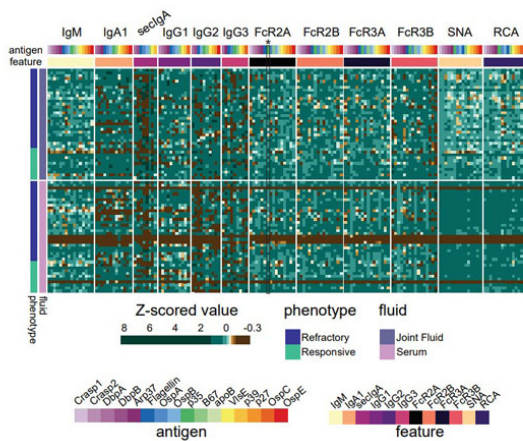 IgM IgA1 secIgA IgG1 IgG2 IgG3 FcR2A FcR2B FcR3A FcR3B SNA RCA
antigen *
feature
phenotype fluid
Z-scored value phenotype fluid
8 6 4 2 0 -0.3
Refractory Joint Fluid
Responsive Serum
Crasp1 Crasp2 DbpA DbpB Arp37 Flagellin OspA OspB p35 B67 apoB VlsE p39 p27 OspC OspE
antigen
IgM IgA1 secIgA IgG1 IgG2 IgG3 FcR2A FcR2B FcR3A FcR3B SNA RCA
feature